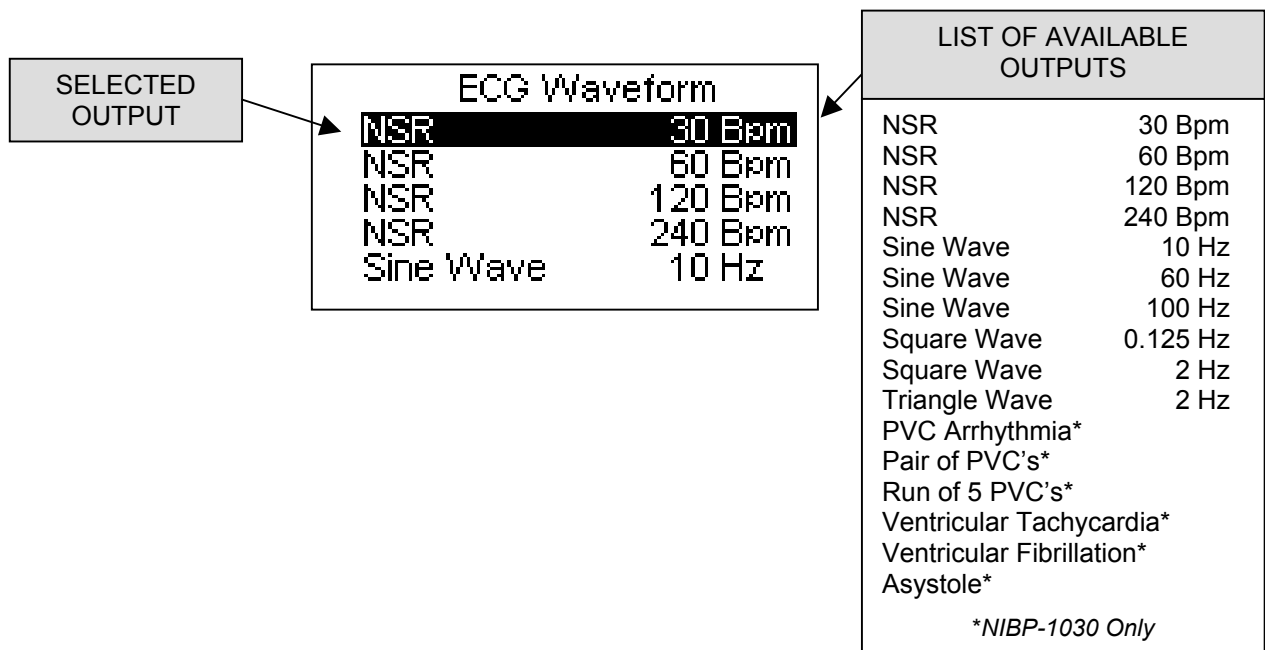 SELECTED
OUTPUT
ECG Waveform
NSR 30 Bpm
NSR 60 Bpm
NSR 120 Bpm
NSR 240 Bpm
Sine Wave 10 Hz
LIST OF AVAILABLE
OUTPUTS
NSR 30 Bpm
NSR 60 Bpm
NSR 120 Bpm
NSR 240 Bpm
Sine Wave 10 Hz
Sine Wave 60 Hz
Sine Wave 100 Hz
Square Wave 0.125 Hz
Square Wave 2 Hz
Triangle Wave 2 Hz
PVC Arrhythmia*
Pair of PVC’s*
Run of 5 PVC’s*
Ventricular Tachycardia*
Ventricular Fibrillation*
Asystole*
*NIBP-1030 Only